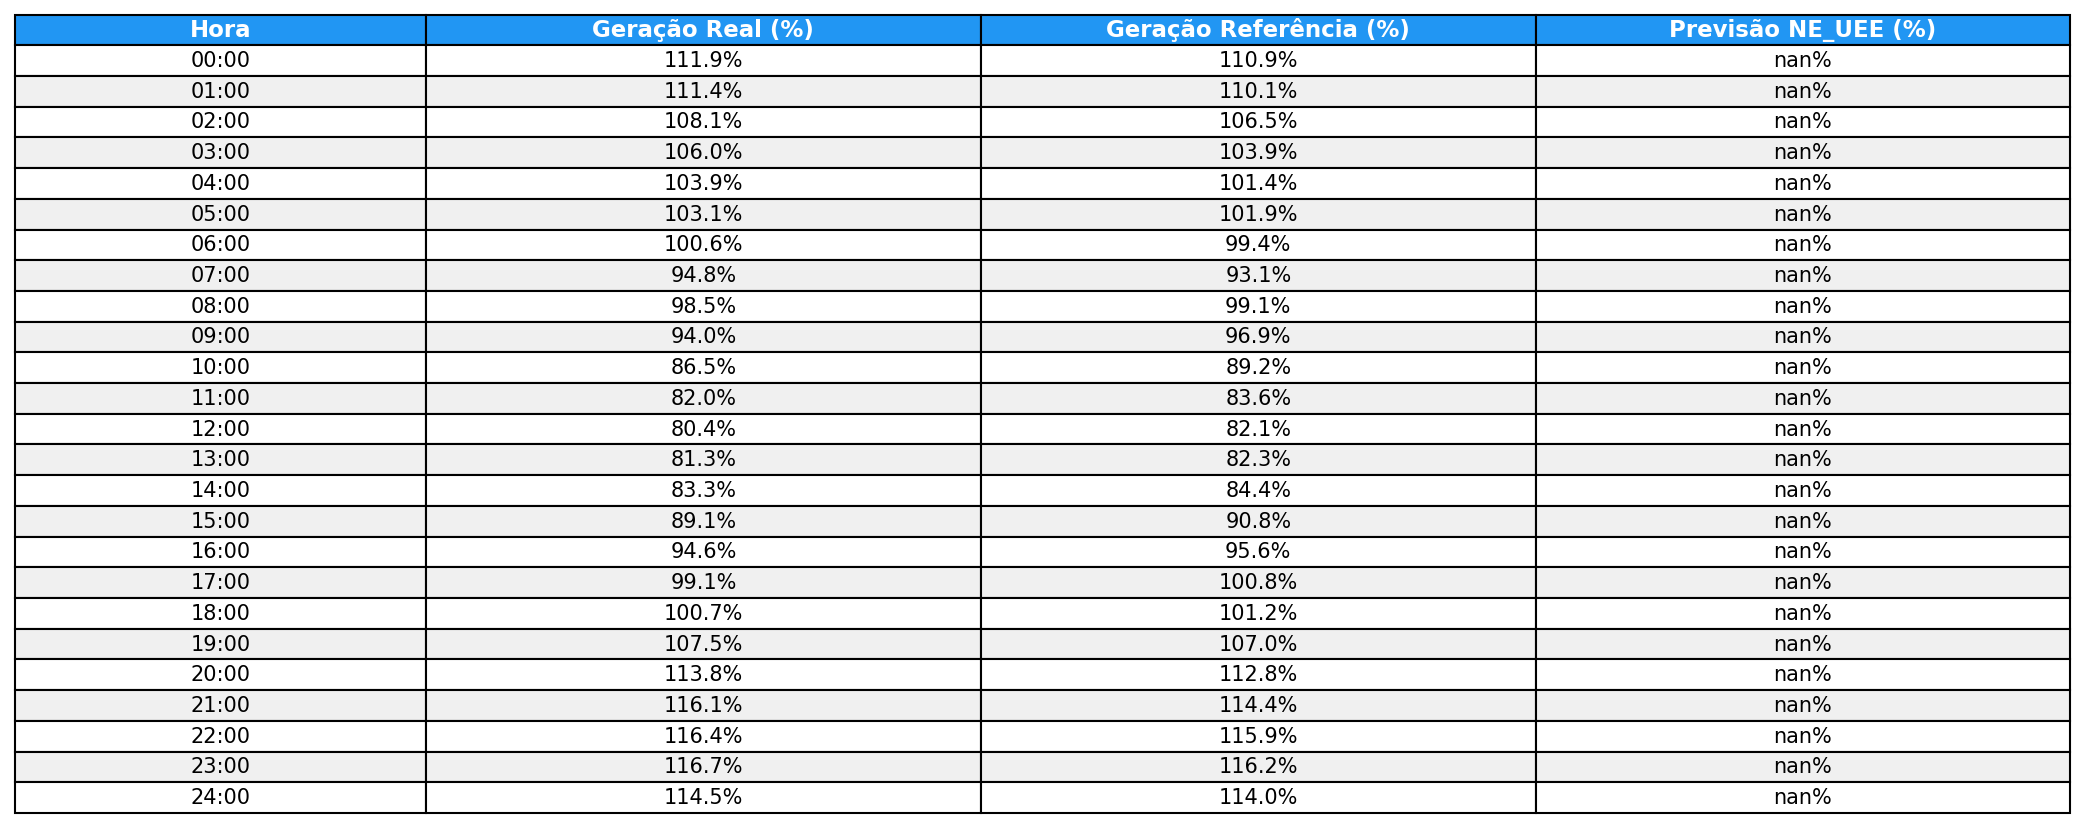 Hora Geração Real (%) Geração Referência (%) Previsão NE_UEE (%)
00:00 111.9% 110.9% nan%
01:00 111.4% 110.1% nan%
02:00 108.1% 106.5% nan%
03:00 106.0% 103.9% nan%
04:00 103.9% 101.4% nan%
05:00 103.1% 101.9% nan%
06:00 100.6% 99.4% nan%
07:00 94.8% 93.1% nan%
08:00 98.5% 99.1% nan%
09:00 94.0% 96.9% nan%
10:00 86.5% 89.2% nan%
11:00 82.0% 83.6% nan%
12:00 80.4% 82.1% nan%
13:00 81.3% 82.3% nan%
14:00 83.3% 84.4% nan%
15:00 89.1% 90.8% nan%
16:00 94.6% 95.6% nan%
17:00 99.1% 100.8% nan%
18:00 100.7% 101.2% nan%
19:00 107.5% 107.0% nan%
20:00 113.8% 112.8% nan%
21:00 116.1% 114.4% nan%
22:00 116.4% 115.9% nan%
23:00 116.7% 116.2% nan%
24:00 114.5% 114.0% nan%